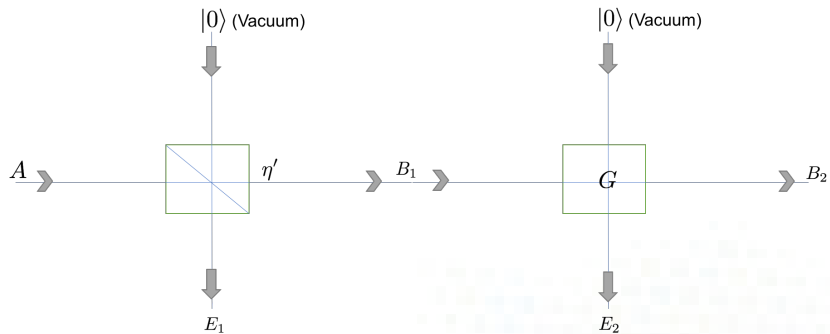 |0⟩ (Vacuum)
|0⟩ (Vacuum)
A
η′
B₁
G
B₂
E₁
E₂